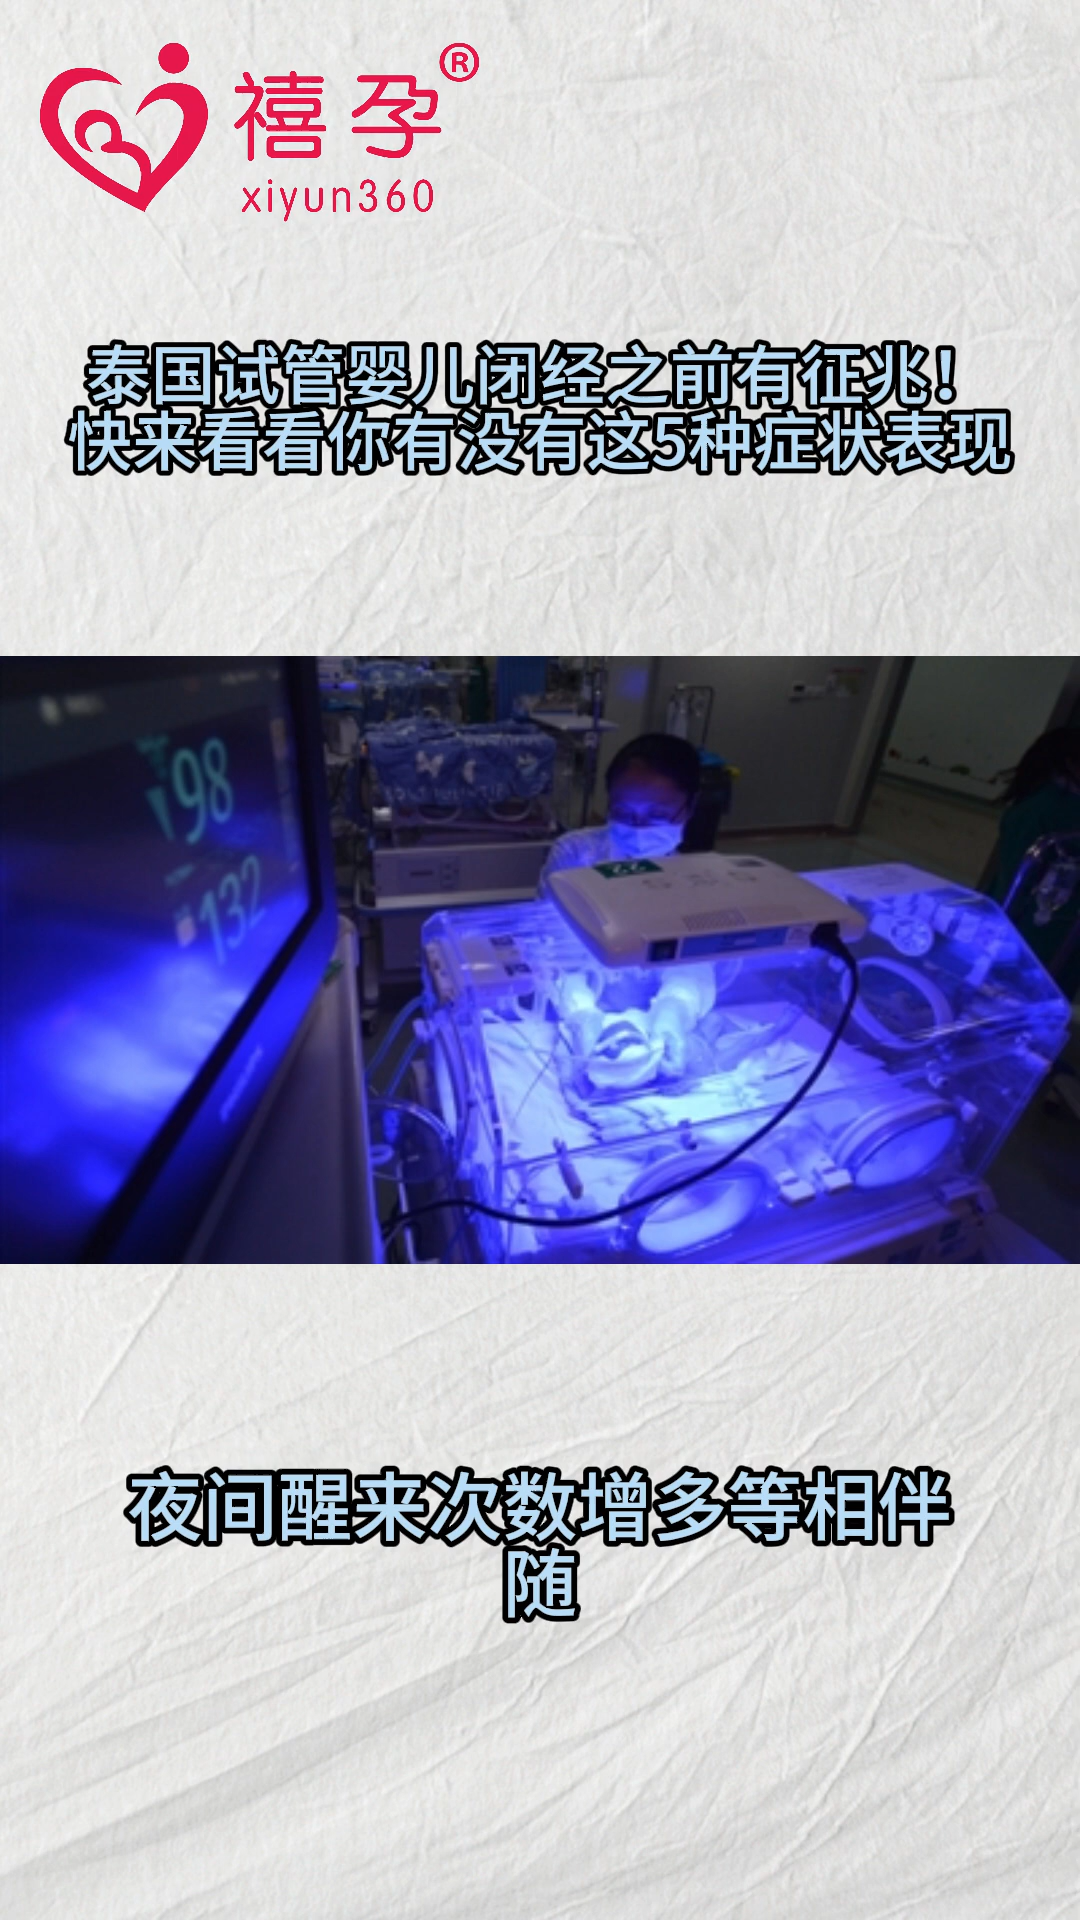 禧孕®
xiyun360
泰国试管婴儿闭经之前有征兆！
快来看看你有没有这5种症状表现
98
132
22
夜间醒来次数增多等相伴
随